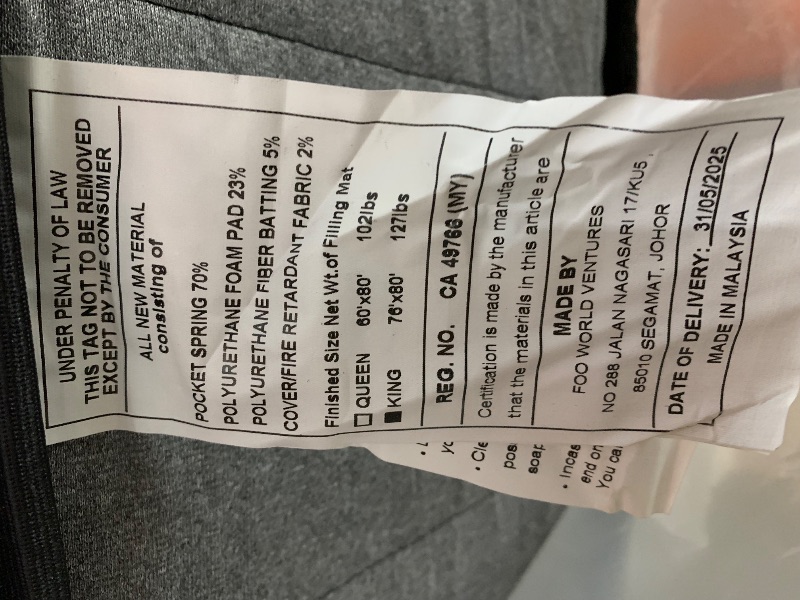 UNDER PENALTY OF LAW
THIS TAG NOT TO BE REMOVED
EXCEPT BY THE CONSUMER
ALL NEW MATERIAL
consisting of
POCKET SPRING 70%
POLYURETHANE FOAM PAD 23%
POLYURETHANE FIBER BATTING 5%
COVER/FIRE RETARDANT FABRIC 2%
Finished Size Net Wt.of Filling Mat
☐ QUEEN 60'x80' 102lbs
■ KING 76'x80' 127lbs
REG. NO. CA 49766 (MY)
Certification is made by the manufacturer
that the materials in this article are
MADE BY
FOO WORLD VENTURES
NO 288 JALAN NAGASARI 17/KU5 ,
85010 SEGAMAT, JOHOR
DATE OF DELIVERY: 31/05/2025
MADE IN MALAYSIA
end on
You ca